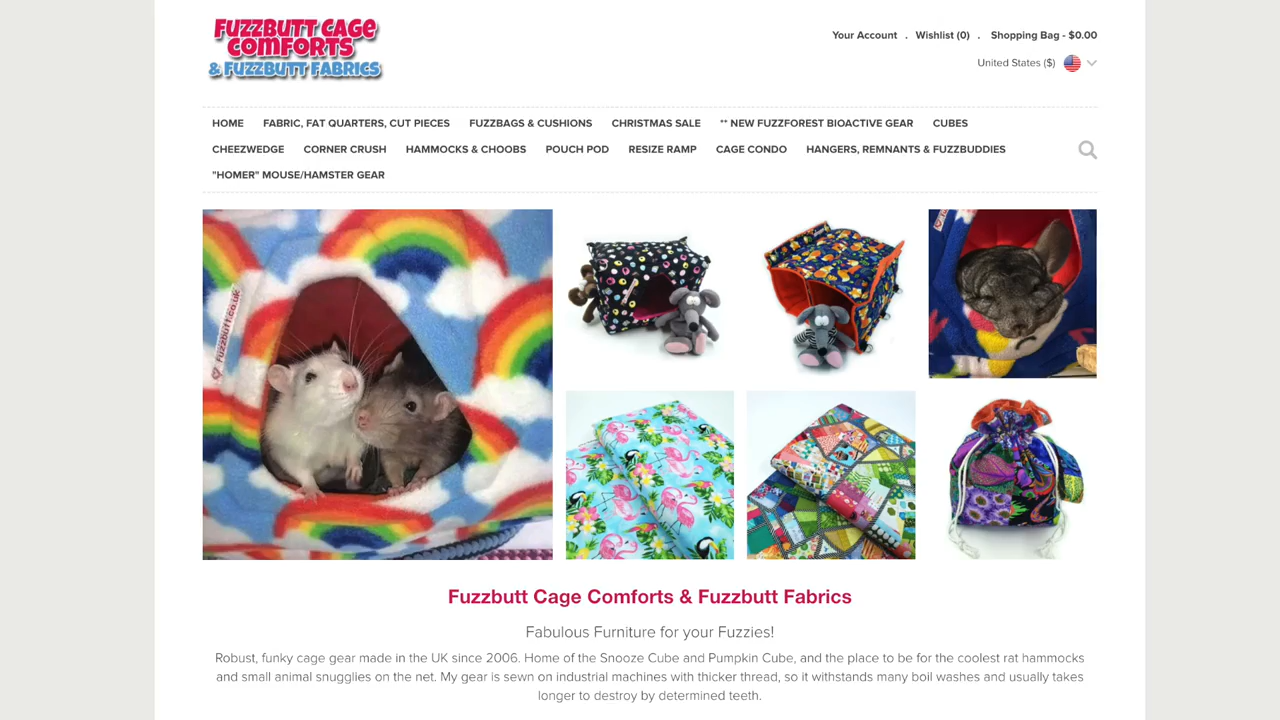 FUZZBUTT CAGE
COMFORTS
& FUZZBUTT FABRICS
Your Account . Wishlist (0) . Shopping Bag - $0.00
United States ($)
HOME FABRIC, FAT QUARTERS, CUT PIECES FUZZBAGS & CUSHIONS CHRISTMAS SALE ** NEW FUZZFOREST BIOACTIVE GEAR CUBES
CHEEZWEDGE CORNER CRUSH HAMMOCKS & CHOOBS POUCH POD RESIZE RAMP CAGE CONDO HANGERS, REMNANTS & FUZZBUDDIES
"HOMER" MOUSE/HAMSTER GEAR
Fuzzbutt.co.uk
Fuzzbutt Cage Comforts & Fuzzbutt Fabrics
Fabulous Furniture for your Fuzzies!
Robust, funky cage gear made in the UK since 2006. Home of the Snooze Cube and Pumpkin Cube, and the place to be for the coolest rat hammocks
and small animal snugglies on the net. My gear is sewn on industrial machines with thicker thread, so it withstands many boil washes and usually takes
longer to destroy by determined teeth.